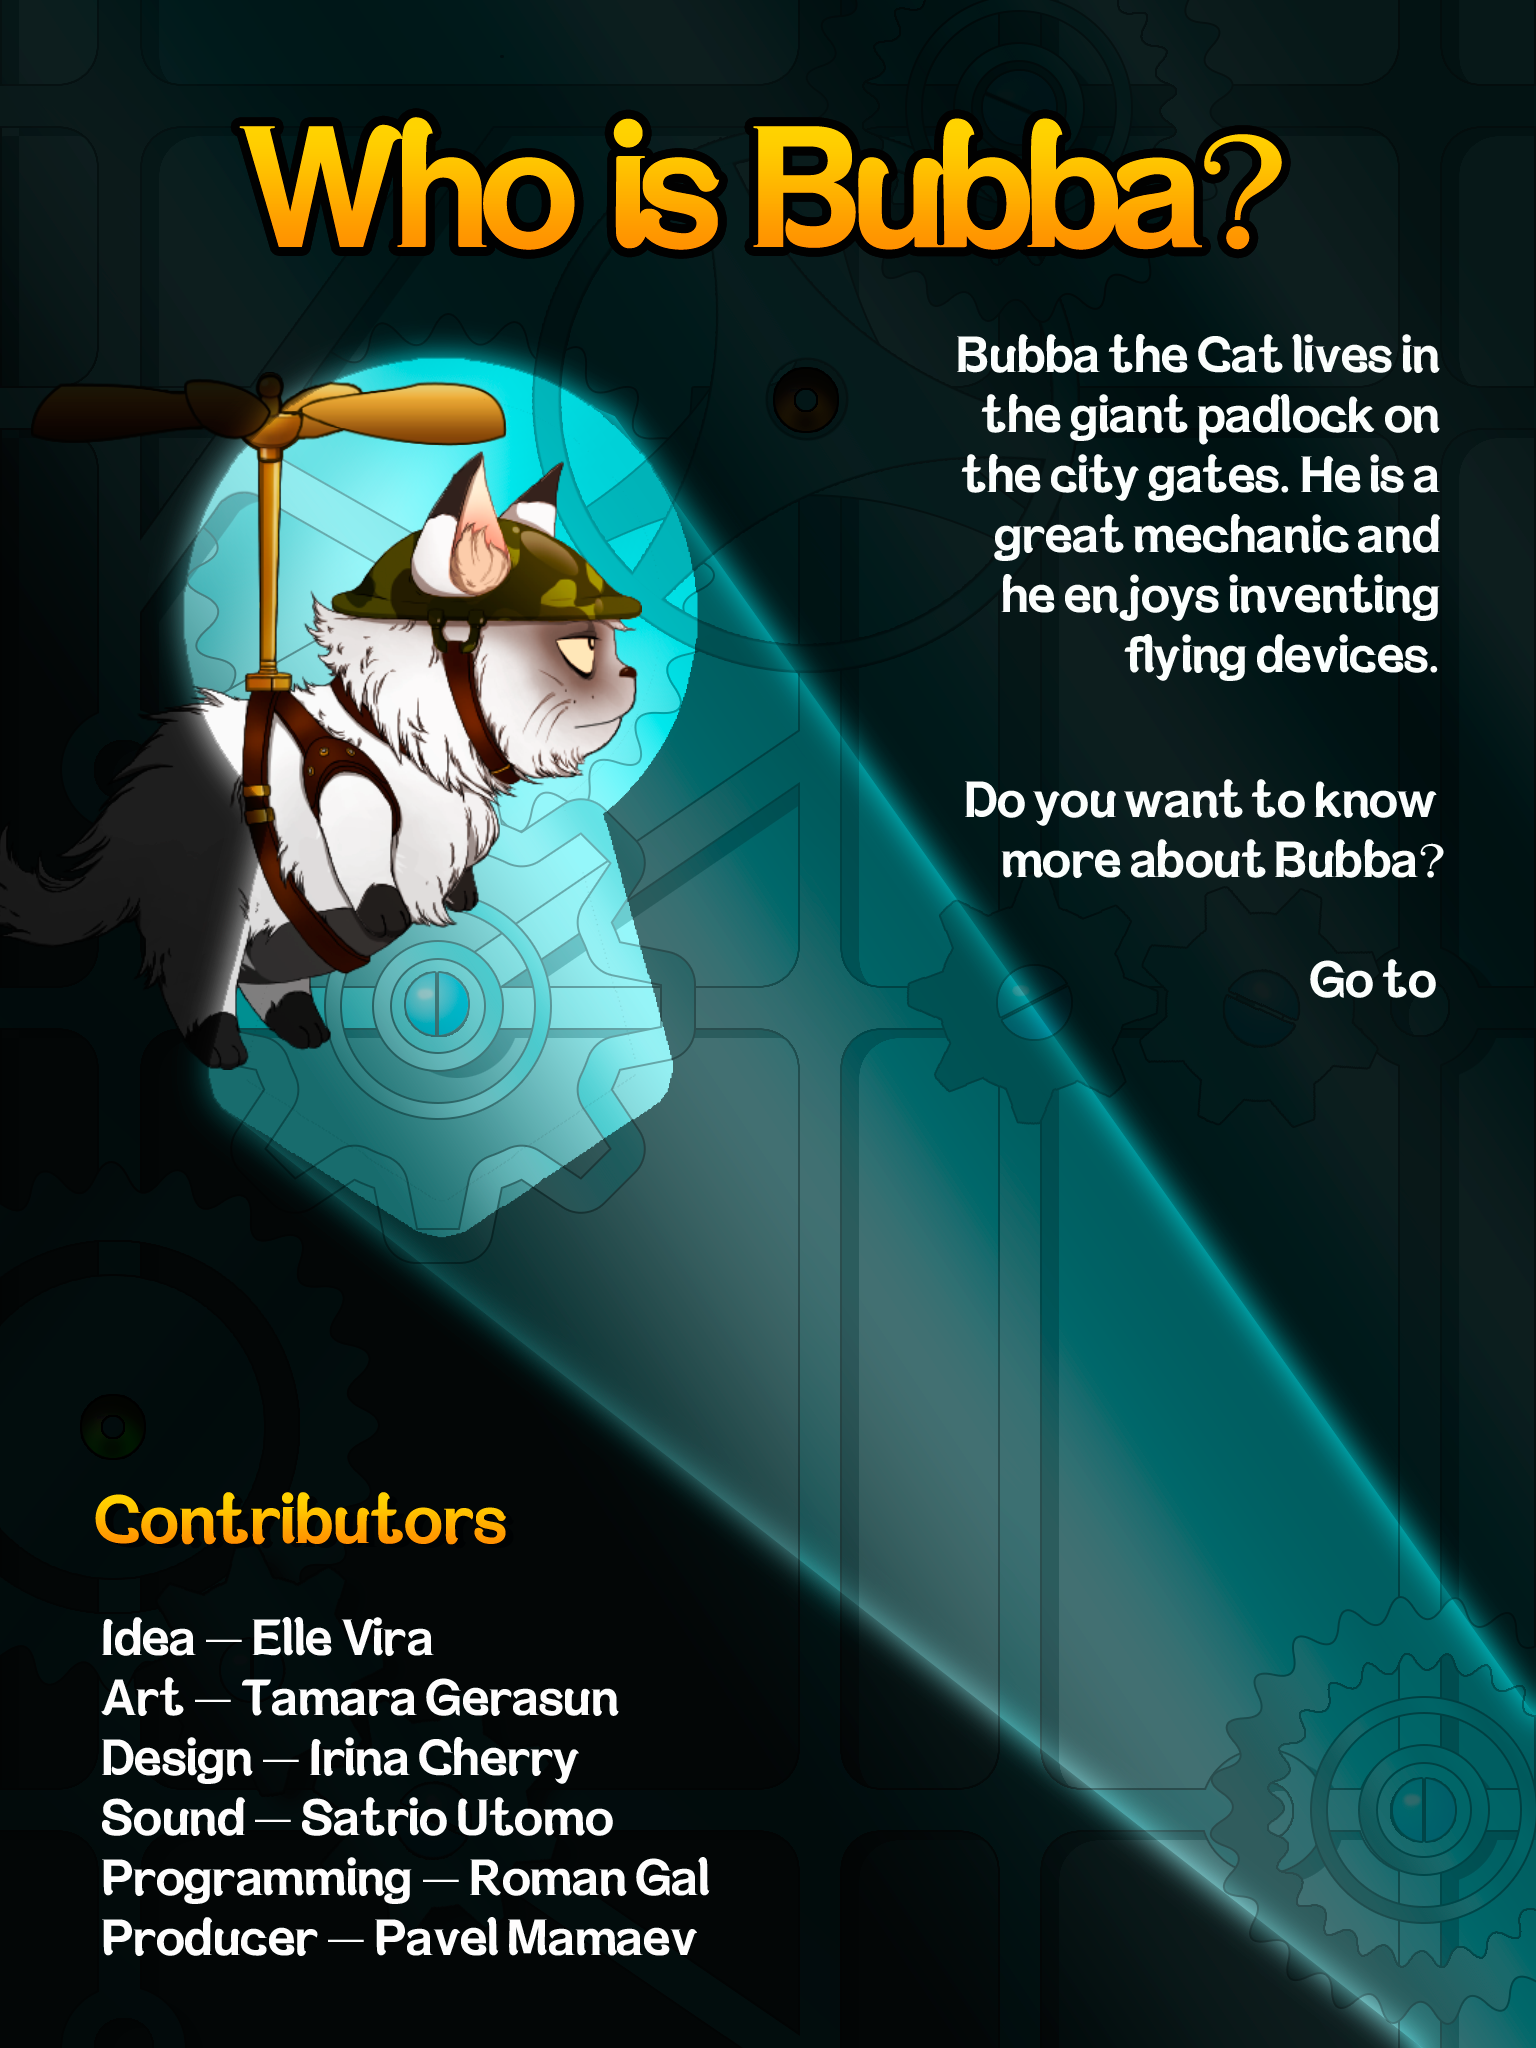 Who is Bubba?
Bubba the Cat lives in
the giant padlock on
the city gates. He is a
great mechanic and
he enjoys inventing
flying devices.
Do you want to know
more about Bubba?
Go to
Contributors
Idea — Elle Vira
Art — Tamara Gerasun
Design — Irina Cherry
Sound — Satrio Utomo
Programming — Roman Gal
Producer — Pavel Mamaev